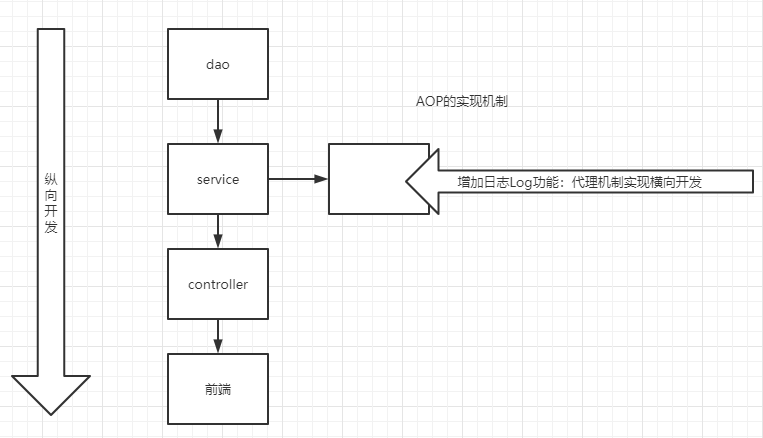 dao
AOP的实现机制
纵向开发
service
增加日志Log功能：代理机制实现横向开发
controller
前端